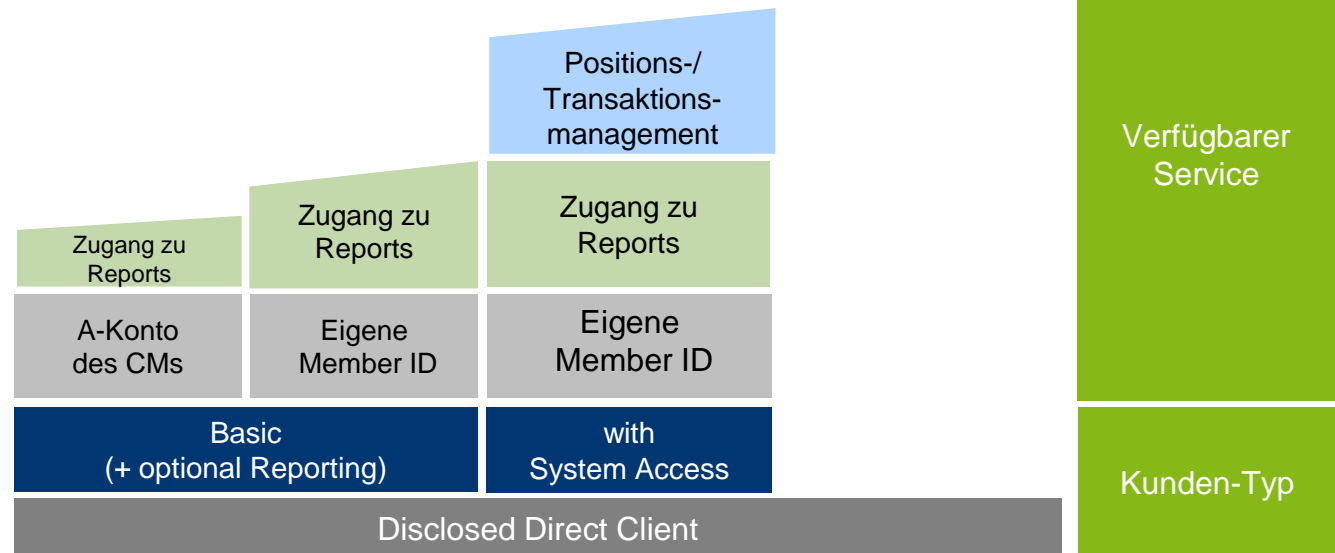 Positions-/
Transaktions-
management
Verfügbarer
Service
Zugang zu
Reports
Zugang zu
Reports
Zugang zu
Reports
A-Konto
des CMs
Eigene
Member ID
Eigene
Member ID
Basic
(+ optional Reporting)
with
System Access
Kunden-Typ
Disclosed Direct Client